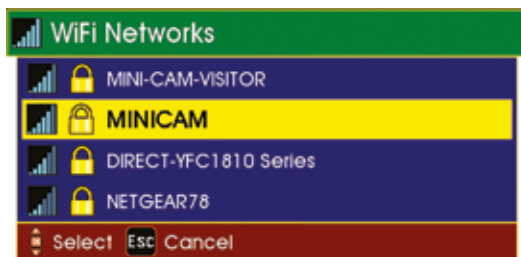 WiFi Networks
MINI-CAM-VISITOR
MINICAM
DIRECT-YFC1810 Series
NETGEAR78
Select Esc Cancel